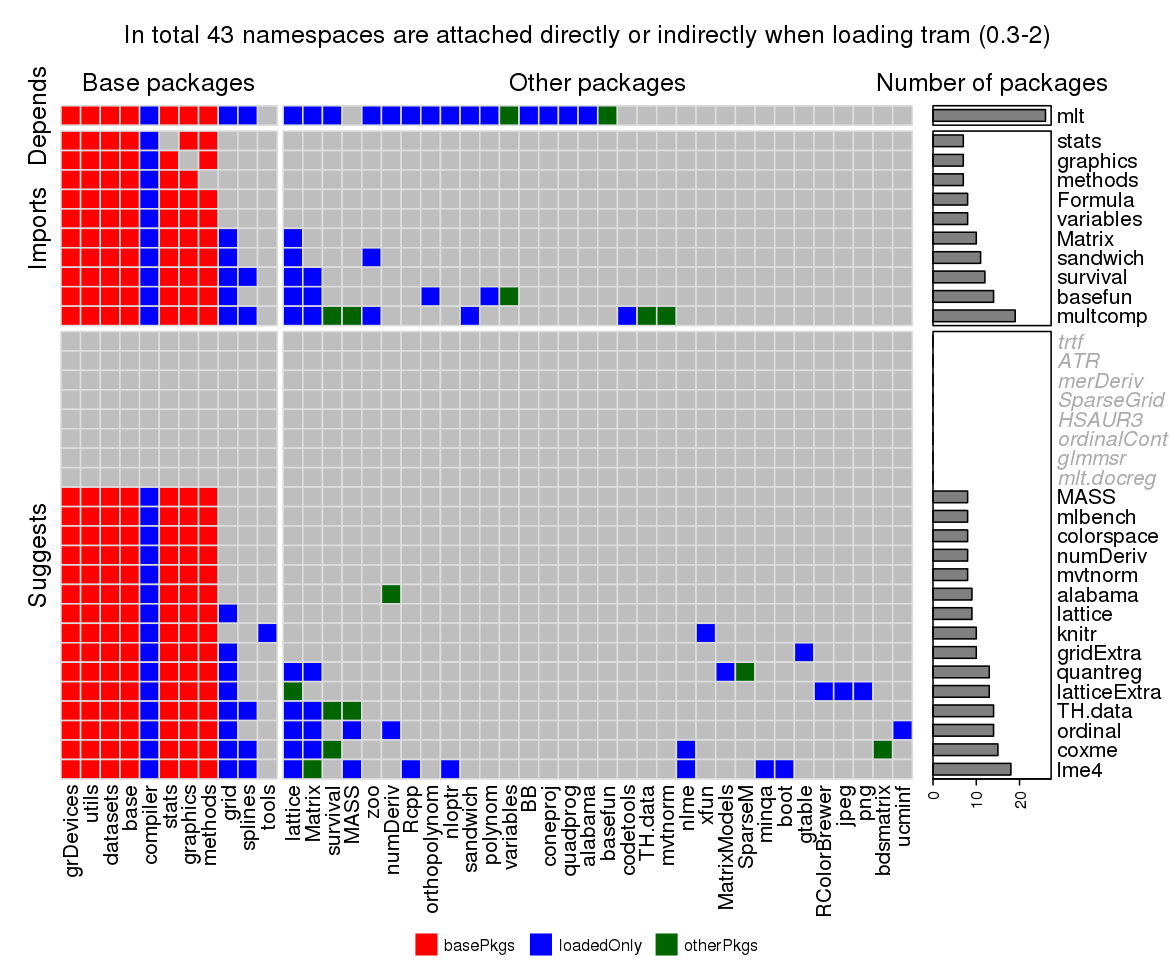 In total 43 namespaces are attached directly or indirectly when loading tram (0.3-2)
Base packages
Other packages
Number of packages
Depends
Imports
Suggests
mlt
stats
graphics
methods
Formula
variables
Matrix
sandwich
survival
basefun
multcomp
trtf
ATR
merDeriv
SparseGrid
HSAUR3
ordinalCont
glmmsr
mlt.docreg
MASS
mlbench
colorspace
numDeriv
mvtnorm
alabama
lattice
knitr
gridExtra
quantreg
latticeExtra
TH.data
ordinal
coxme
lme4
grDevices
utils
datasets
base
compiler
stats
graphics
methods
grid
splines
tools
lattice
Matrix
survival
MASS
zoo
numDeriv
Rcpp
orthopolynom
nloptr
sandwich
polynom
variables
BB
coneproj
quadprog
alabama
basefun
codetools
TH.data
mvtnorm
nlme
xfun
MatrixModels
SparseM
minqa
boot
gtable
RColorBrewer
jpeg
png
bdsmatrix
ucminf
0
10
20
basePkgs
loadedOnly
otherPkgs